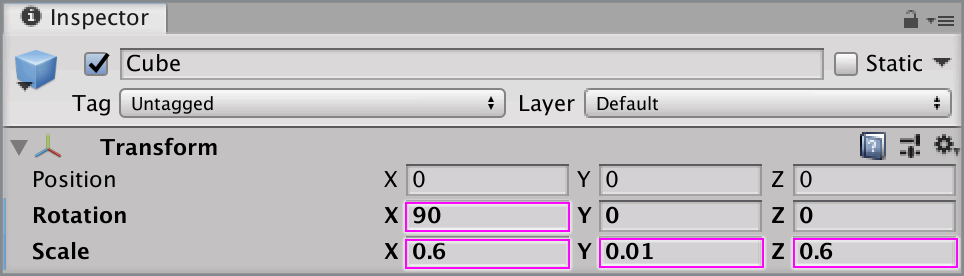 Inspector
Cube Static
Tag Untagged Layer Default
Transform
Position X 0 Y 0 Z 0
Rotation X 90 Y 0 Z 0
Scale X 0.6 Y 0.01 Z 0.6